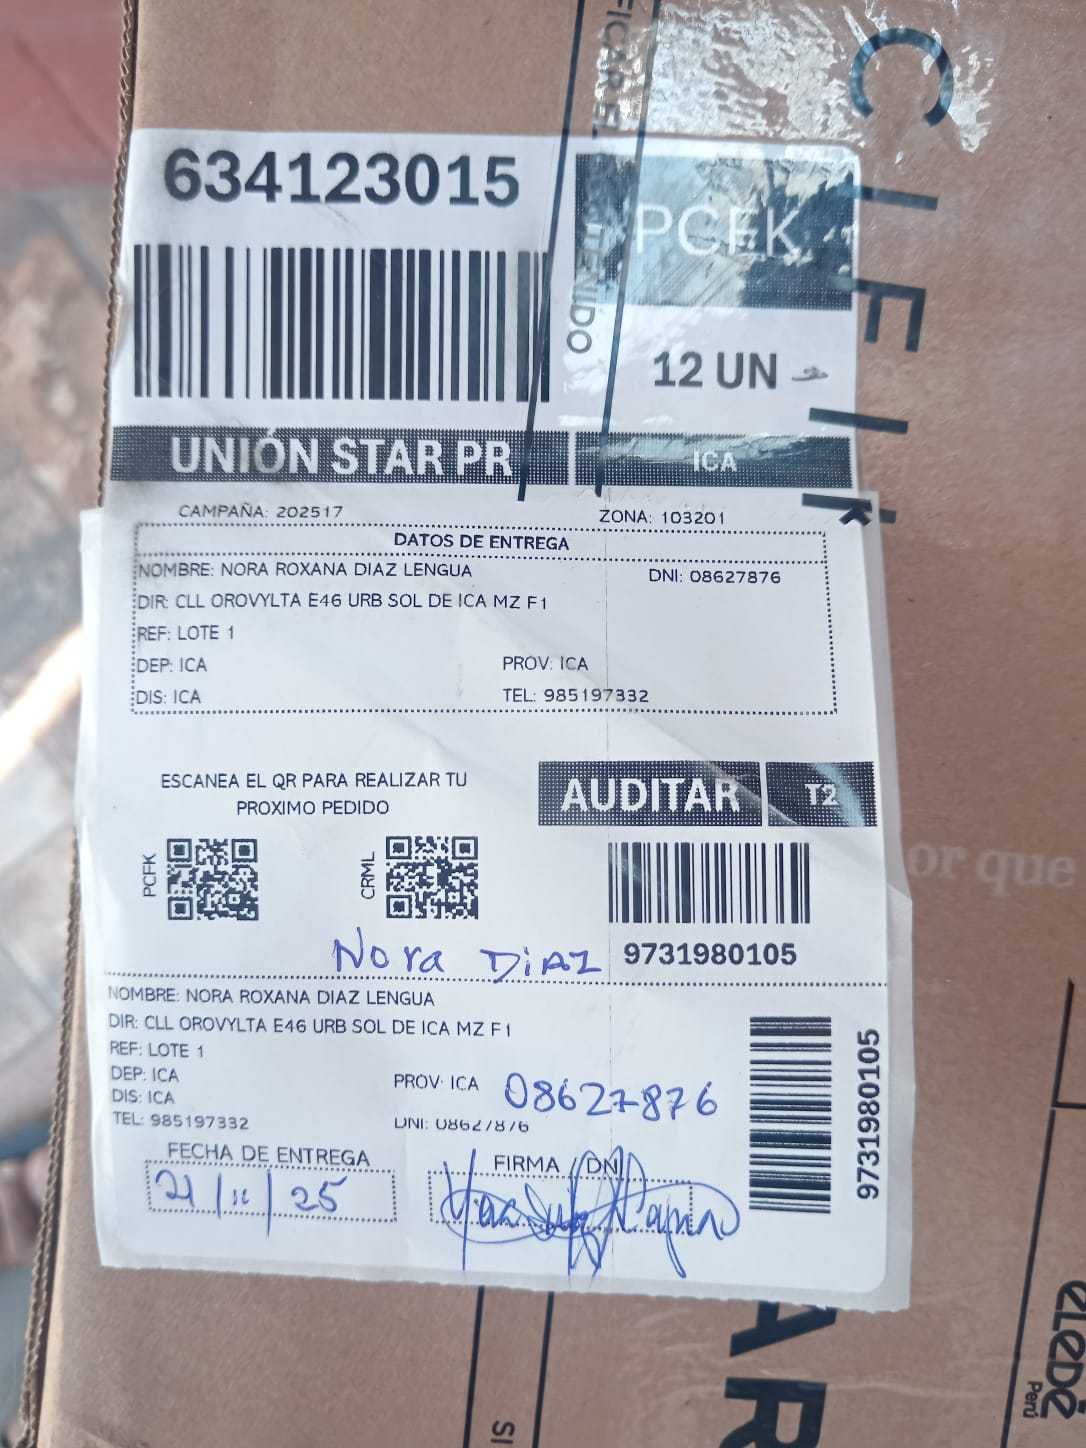 634123015
PCFK
12 UN
UNIÓN STAR PR
ICA
CAMPAÑA: 202517
ZONA: 103201
DATOS DE ENTREGA
NOMBRE: NORA ROXANA DIAZ LENGUA
DNI: 08627876
DIR: CLL OROVYLTA E46 URB SOL DE ICA MZ F1
REF: LOTE 1
DEP: ICA
PROV: ICA
DIS: ICA
TEL: 985197332
ESCANEA EL QR PARA REALIZAR TU
PROXIMO PEDIDO
AUDITAR
T2
PCFK
CRML
9731980105
Nora DiAZ
NOMBRE: NORA ROXANA DIAZ LENGUA
DIR: CLL OROVYLTA E46 URB SOL DE ICA MZ F1
REF: LOTE 1
DEP: ICA
PROV: ICA
08627876
DIS: ICA
TEL: 985197332
DNI: 08627876
9731980105
FECHA DE ENTREGA
FIRMA / DNI
21/11/25
or que
Perú